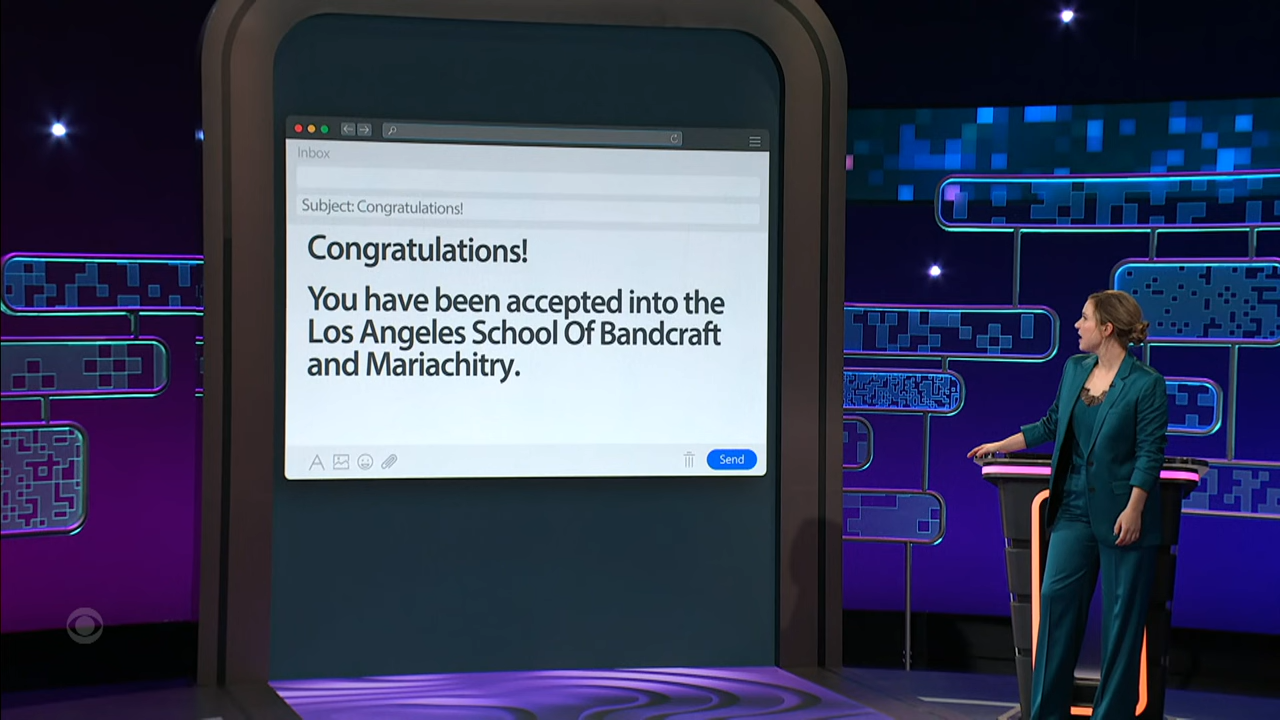 Inbox
Subject: Congratulations!
Congratulations!
You have been accepted into the
Los Angeles School Of Bandcraft
and Mariachitry.
Send